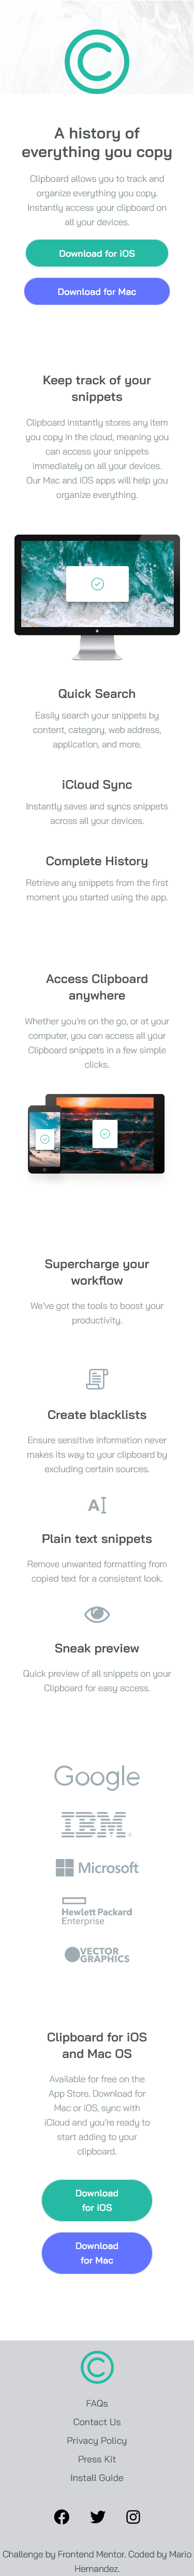 A history of
everything you copy
Clipboard allows you to track and
organize everything you copy.
Instantly access your clipboard on
all your devices.
Download for iOS
Download for Mac
Keep track of your
snippets
Clipboard instantly stores any item
you copy in the cloud, meaning you
can access your snippets
immediately on all your devices.
Our Mac and iOS apps will help you
organize everything.
Quick Search
Easily search your snippets by
content, category, web address,
application, and more.
iCloud Sync
Instantly saves and syncs snippets
across all your devices.
Complete History
Retrieve any snippets from the first
moment you started using the app.
Access Clipboard
anywhere
Whether you're on the go, or at your
computer, you can access all your
Clipboard snippets in a few simple
clicks.
Supercharge your
workflow
We've got the tools to boost your
productivity.
Create blacklists
Ensure sensitive information never
makes its way to your clipboard by
excluding certain sources.
A
Plain text snippets
Remove unwanted formatting from
copied text for a consistent look.
Sneak preview
Quick preview of all snippets on your
Clipboard for easy access.
Google
IBM
Microsoft
Hewlett Packard
Enterprise
VECTOR
GRAPHICS
Clipboard for iOS
and Mac OS
Available for free on the
App Store. Download for
Mac or iOS, sync with
iCloud and you're ready to
start adding to your
clipboard.
Download
for iOS
Download
for Mac
FAQs
Contact Us
Privacy Policy
Press Kit
Install Guide
Challenge by Frontend Mentor. Coded by Mario
Hernandez.